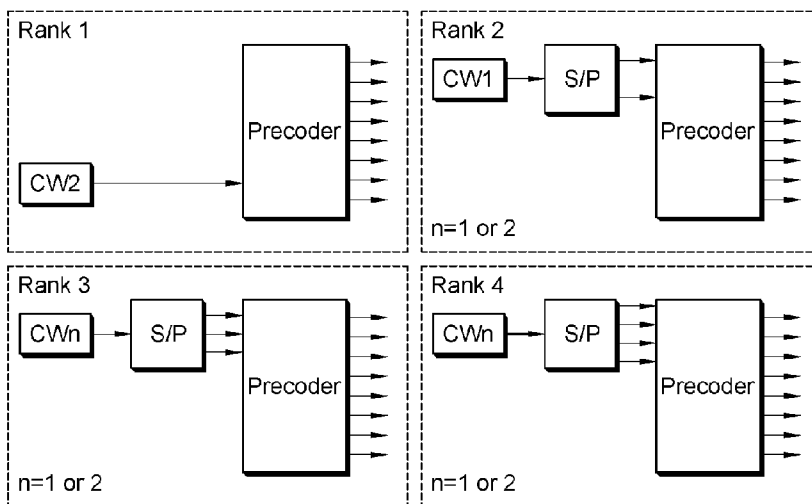 Rank 1
CW2
Precoder
Rank 2
CW1
S/P
Precoder
n=1 or 2
Rank 3
CWn
S/P
Precoder
n=1 or 2
Rank 4
CWn
S/P
Precoder
n=1 or 2